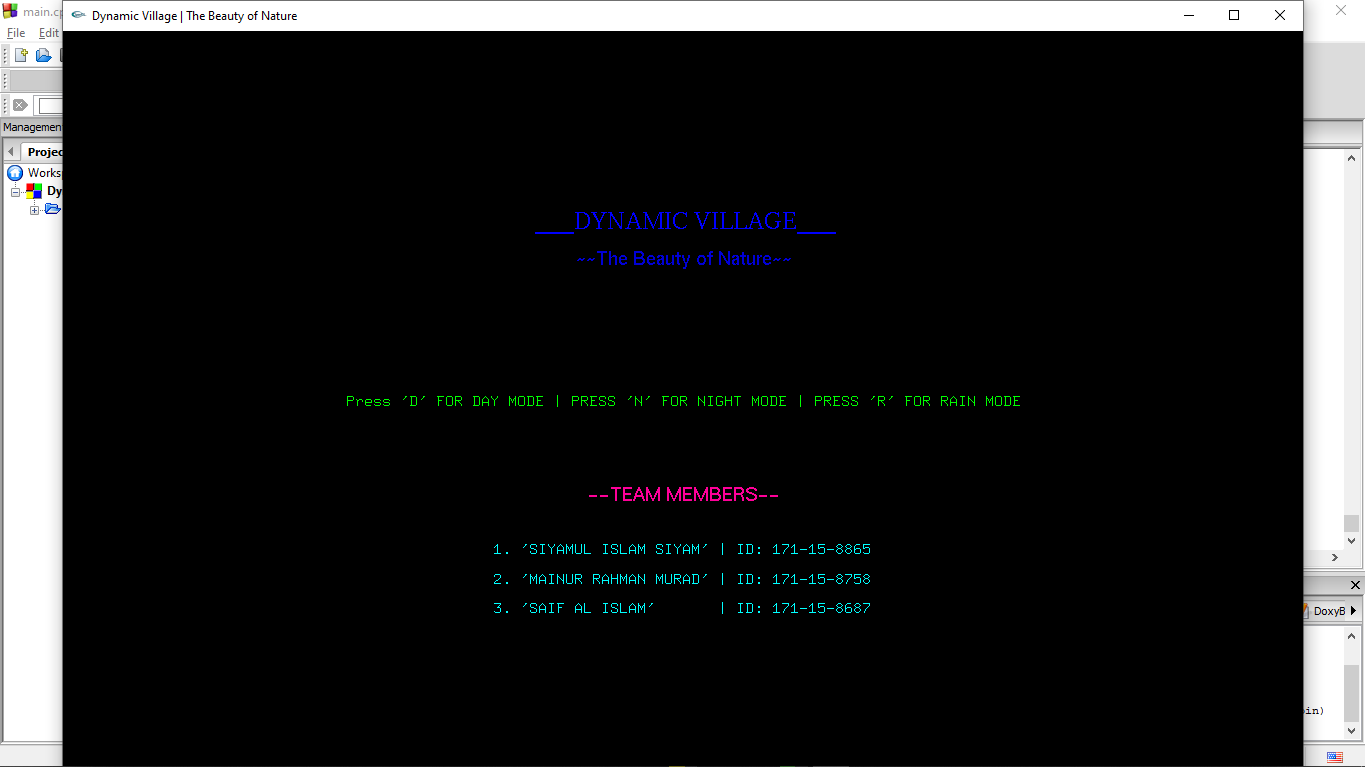 main.cp
Dynamic Village | The Beauty of Nature
File Edit
Management
Projec
Works
Dy
___DYNAMIC VILLAGE___
~~The Beauty of Nature~~
Press 'D' FOR DAY MODE | PRESS 'N' FOR NIGHT MODE | PRESS 'R' FOR RAIN MODE
--TEAM MEMBERS--
1. 'SIYAMUL ISLAM SIYAM' | ID: 171-15-8865
2. 'MAINUR RAHMAN MURAD' | ID: 171-15-8758
3. 'SAIF AL ISLAM' | ID: 171-15-8687
DoxyB
bin)